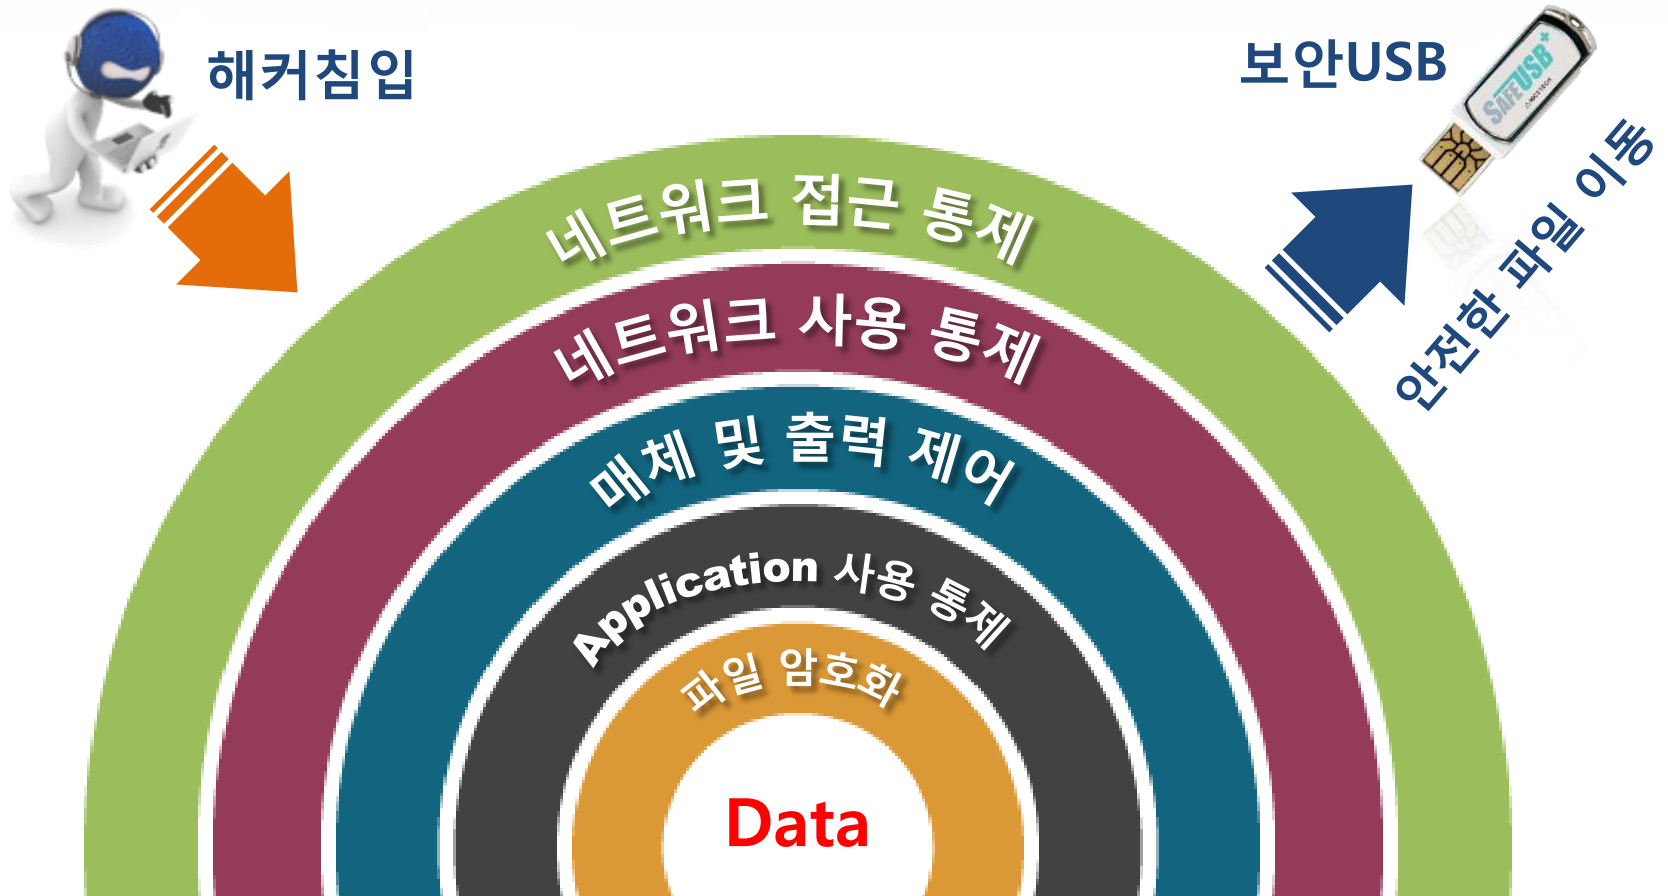 해커침입
보안USB
SAFEUSB+
안전한 파일 이동
네트워크 접근 통제
네트워크 사용 통제
매체 및 출력 제어
Application 사용 통제
파일 암호화
Data